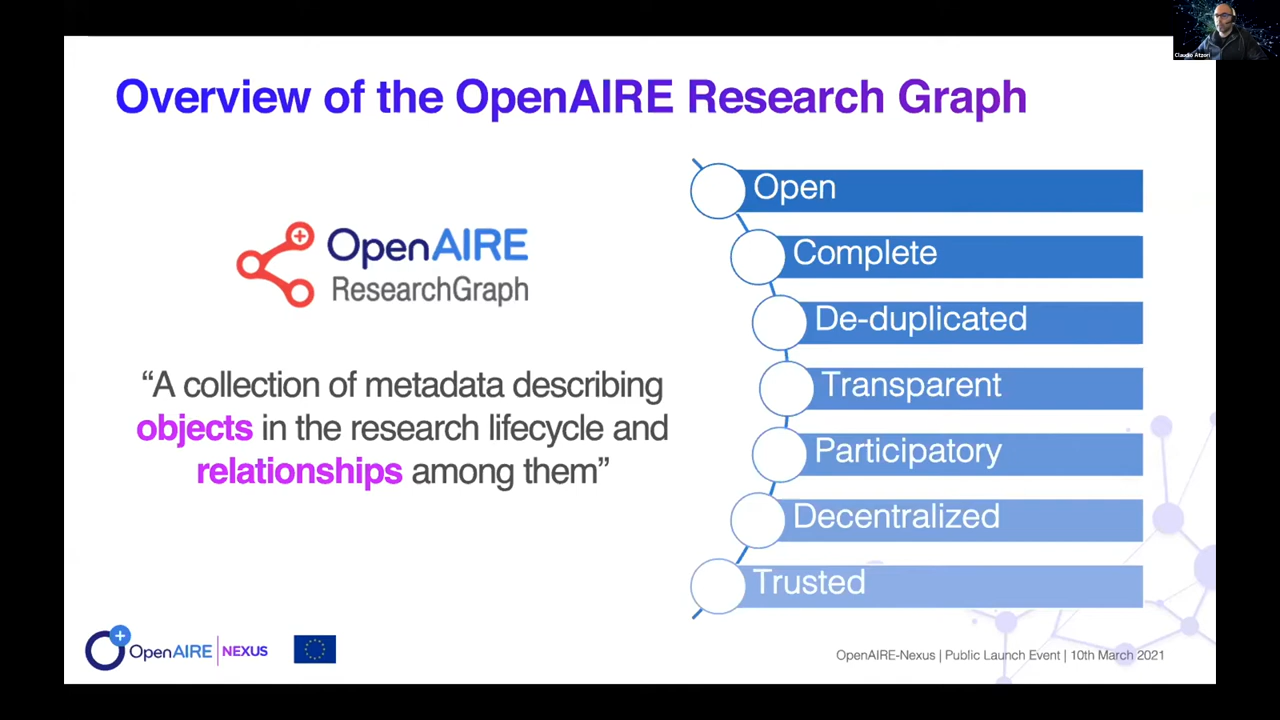 Claudio Atzori
Overview of the OpenAIRE Research Graph
OpenAIRE
ResearchGraph
“A collection of metadata describing
objects in the research lifecycle and
relationships among them”
Open
Complete
De-duplicated
Transparent
Participatory
Decentralized
Trusted
OpenAIRE NEXUS
OpenAIRE-Nexus | Public Launch Event | 10th March 2021